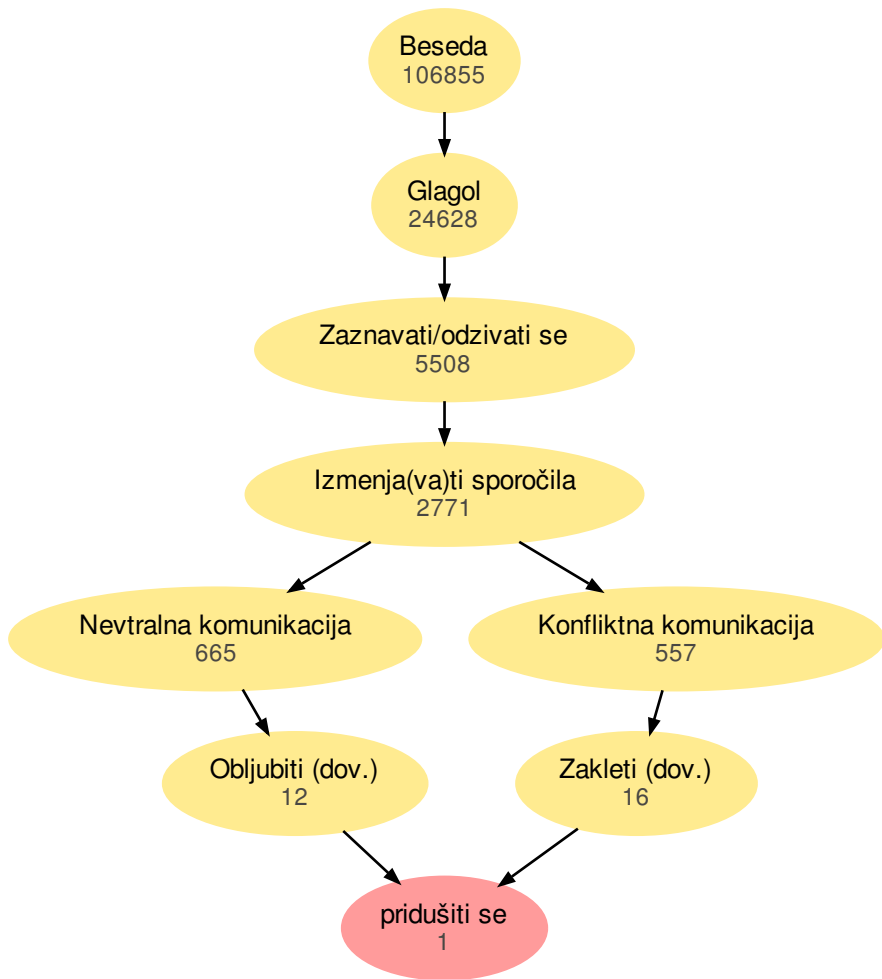 Beseda
106855
Glagol
24628
Zaznavati/odzivati se
5508
Izmenja(va)ti sporočila
2771
Nevtralna komunikacija
665
Konfliktna komunikacija
557
Obljubiti (dov.)
12
Zakleti (dov.)
16
pridušiti se
1